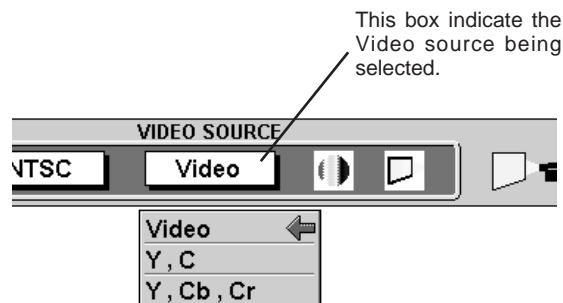 This box indicate the
Video source being
selected.
VIDEO SOURCE
NTSC
Video
Video
Y , C
Y , Cb , Cr